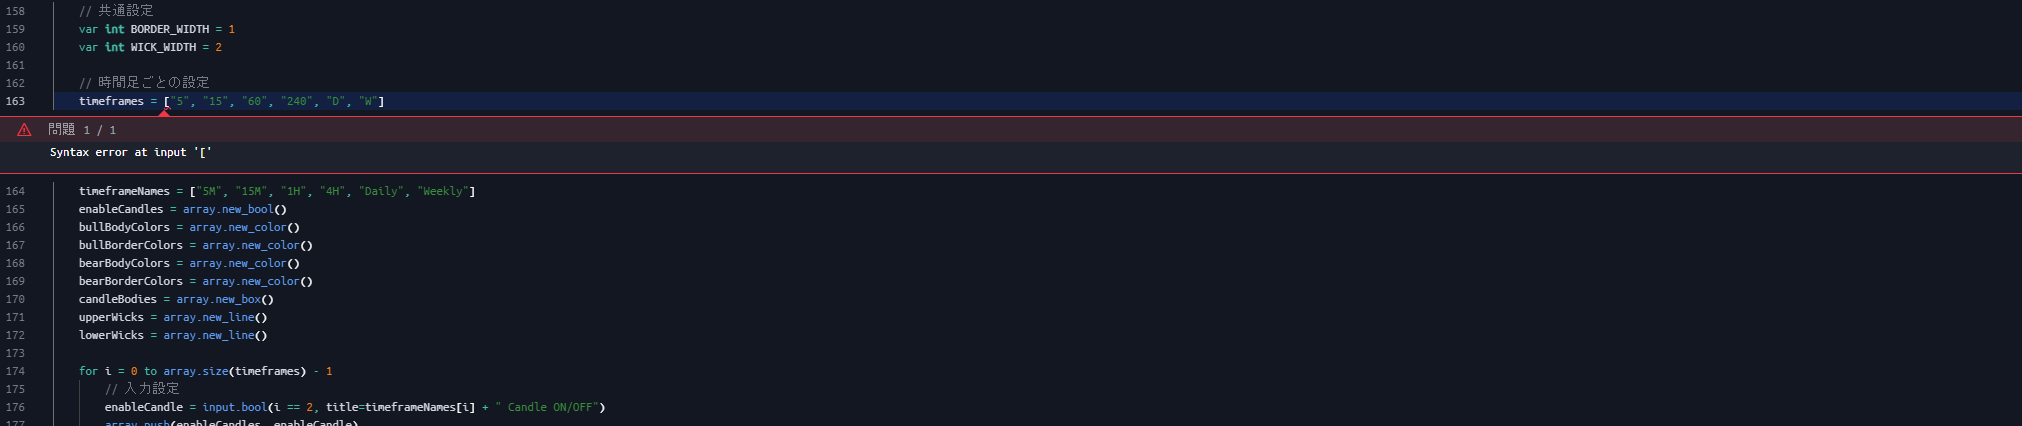 158 // 共通設定
159 var int BORDER_WIDTH = 1
160 var int WICK_WIDTH = 2
161
162 // 時間足ごとの設定
163 timeframes = ["5", "15", "60", "240", "D", "W"]
問題 1 / 1
Syntax error at input '['
164 timeframeNames = ["5M", "15M", "1H", "4H", "Daily", "Weekly"]
165 enableCandles = array.new_bool()
166 bullBodyColors = array.new_color()
167 bullBorderColors = array.new_color()
168 bearBodyColors = array.new_color()
169 bearBorderColors = array.new_color()
170 candleBodies = array.new_box()
171 upperWicks = array.new_line()
172 lowerWicks = array.new_line()
173
174 for i = 0 to array.size(timeframes) - 1
175 // 入力設定
176 enableCandle = input.bool(i == 2, title=timeframeNames[i] + " Candle ON/OFF")
177 array.push(enableCandles, enableCandle)